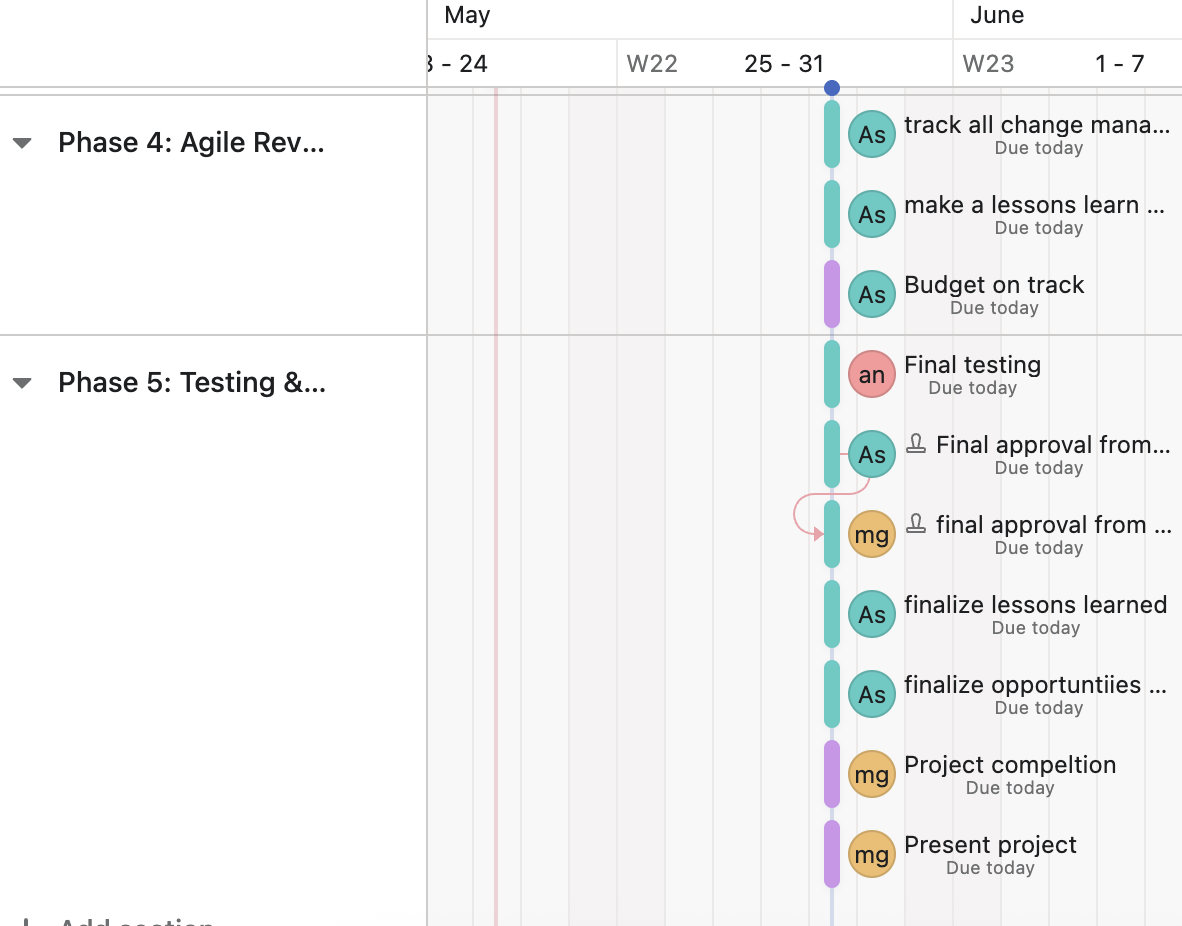 May June
- 24 W22 25 - 31 W23 1 - 7
Phase 4: Agile Rev...
As track all change mana...
Due today
As make a lessons learn ...
Due today
As Budget on track
Due today
Phase 5: Testing &...
an Final testing
Due today
As Final approval from...
Due today
mg final approval from ...
Due today
As finalize lessons learned
Due today
As finalize opportuntiies ...
Due today
mg Project compeltion
Due today
mg Present project
Due today
Add section